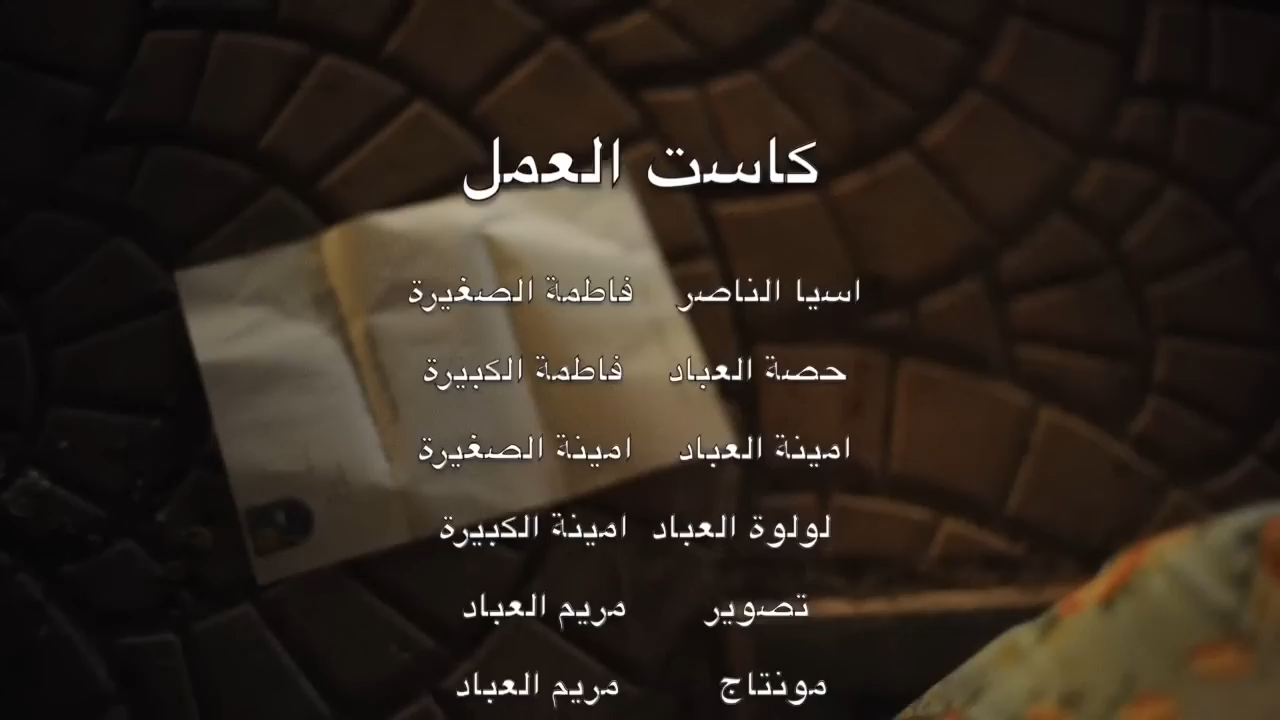 كاست العمل
اسيا الناصر فاطمة الصغيرة
حصة العباد فاطمة الكبيرة
امينة العباد امينة الصغيرة
لولوة العباد امينة الكبيرة
تصوير مريم العباد
مونتاج مريم العباد